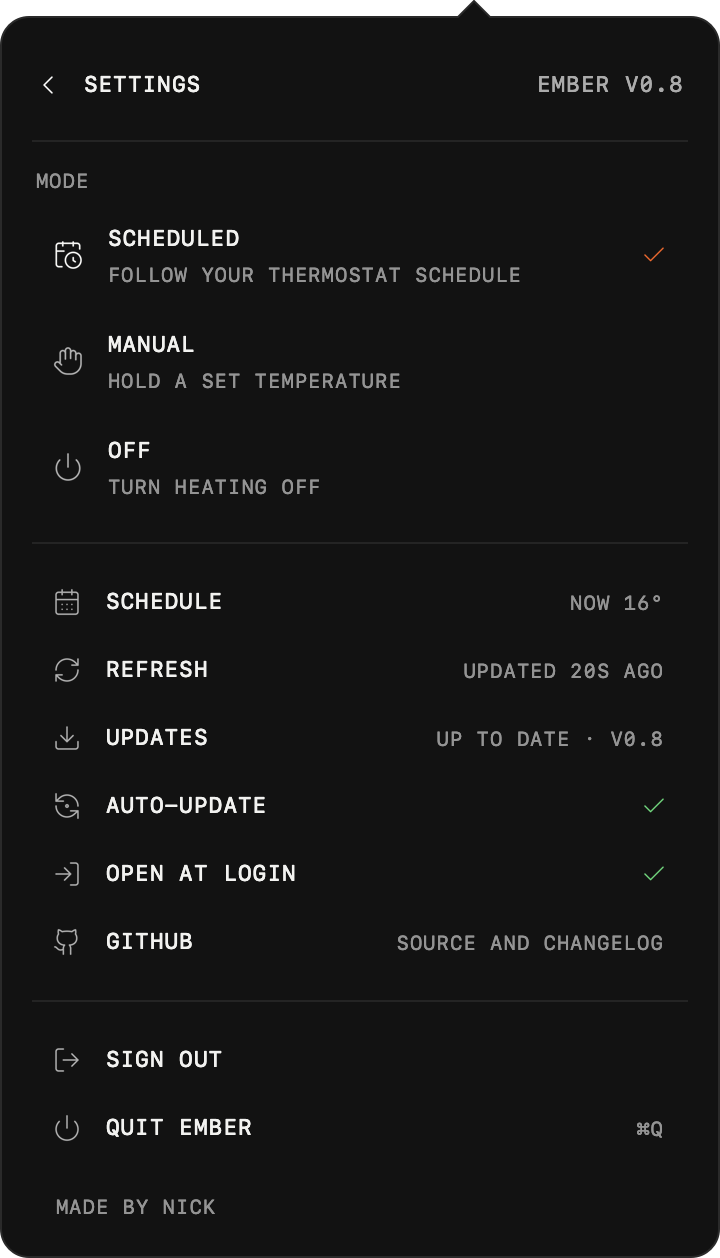 SETTINGS
EMBER V0.8
MODE
SCHEDULED
FOLLOW YOUR THERMOSTAT SCHEDULE
MANUAL
HOLD A SET TEMPERATURE
OFF
TURN HEATING OFF
SCHEDULE
NOW 16°
REFRESH
UPDATED 20S AGO
UPDATES
UP TO DATE · V0.8
AUTO-UPDATE
OPEN AT LOGIN
GITHUB
SOURCE AND CHANGELOG
SIGN OUT
QUIT EMBER
⌘Q
MADE BY NICK